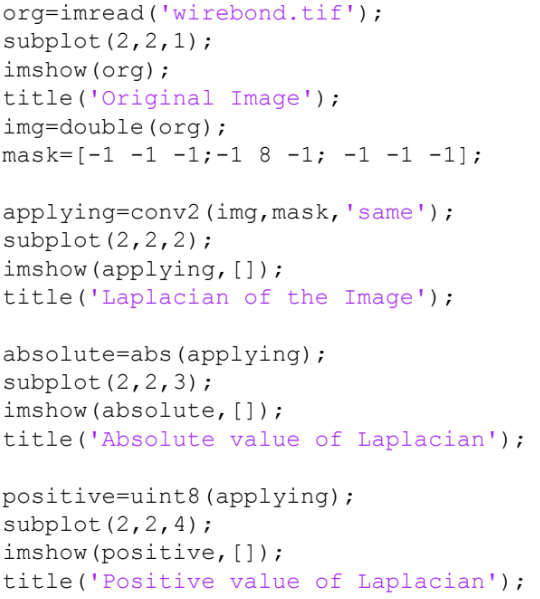 org=imread('wirebond.tif');
subplot(2,2,1);
imshow(org);
title('Original Image');
img=double(org);
mask=[-1 -1 -1;-1 8 -1; -1 -1 -1];
applying=conv2(img,mask,'same');
subplot(2,2,2);
imshow(applying,[]);
title('Laplacian of the Image');
absolute=abs(applying);
subplot(2,2,3);
imshow(absolute,[]);
title('Absolute value of Laplacian');
positive=uint8(applying);
subplot(2,2,4);
imshow(positive,[]);
title('Positive value of Laplacian');